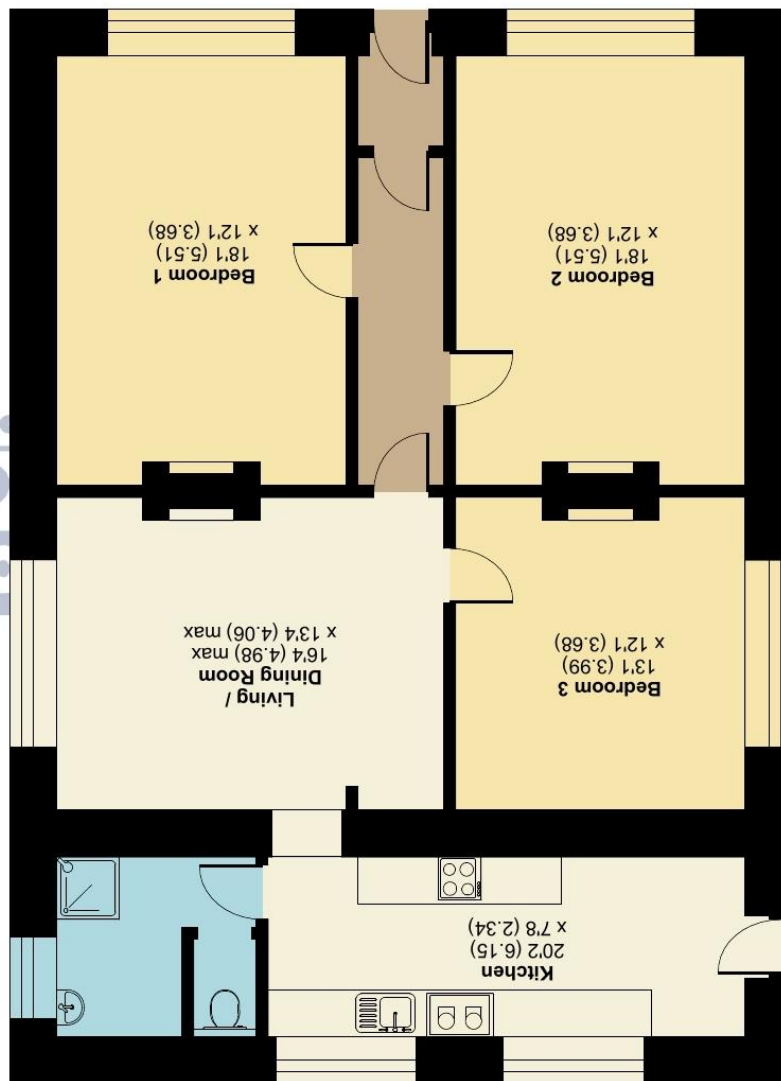 Kitchen
20'2 (6.15)
x 7'8 (2.34)
Bedroom 3
13'1 (3.99)
x 12'1 (3.68)
Living /
Dining Room
16'4 (4.98) max
x 13'4 (4.06) max
Bedroom 2
18'1 (5.51)
x 12'1 (3.68)
Bedroom 1
18'1 (5.51)
x 12'1 (3.68)